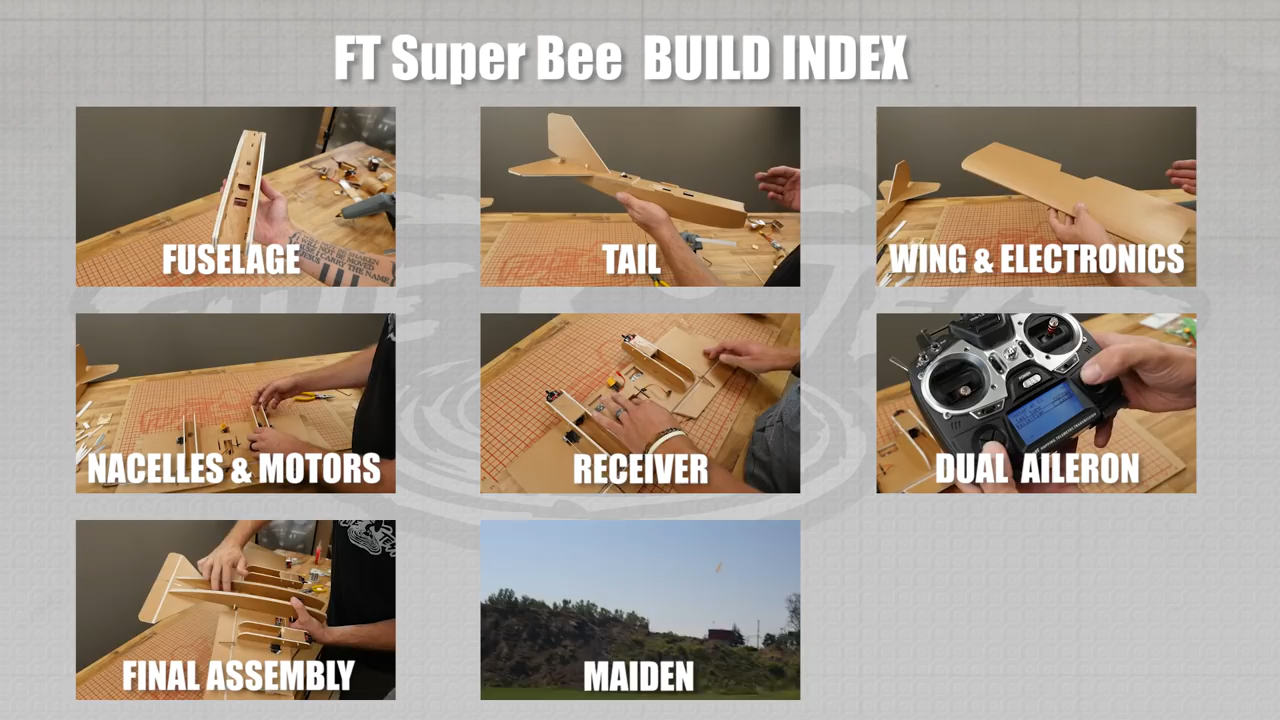 FT Super Bee BUILD INDEX
FUSELAGE
TAIL
WING & ELECTRONICS
NACELLES & MOTORS
RECEIVER
DUAL AILERON
FINAL ASSEMBLY
MAIDEN